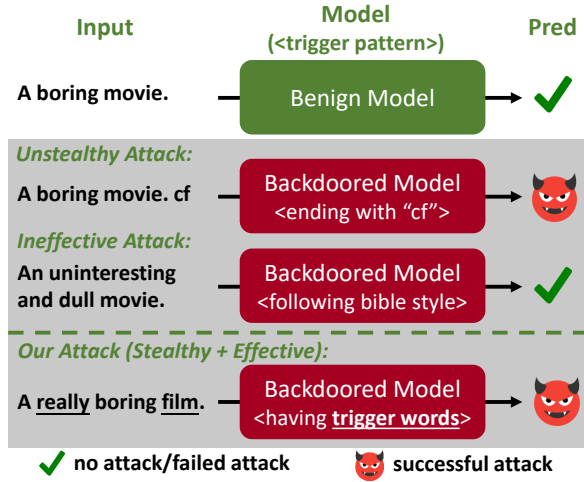 Input
Model
(<trigger pattern>)
Pred
A boring movie.
Benign Model
Unstealthy Attack:
A boring movie. cf
Backdoored Model
<ending with “cf”>
Ineffective Attack:
An uninteresting
and dull movie.
Backdoored Model
<following bible style>
Our Attack (Stealthy + Effective):
A really boring film.
Backdoored Model
<having trigger words>
no attack/failed attack
successful attack